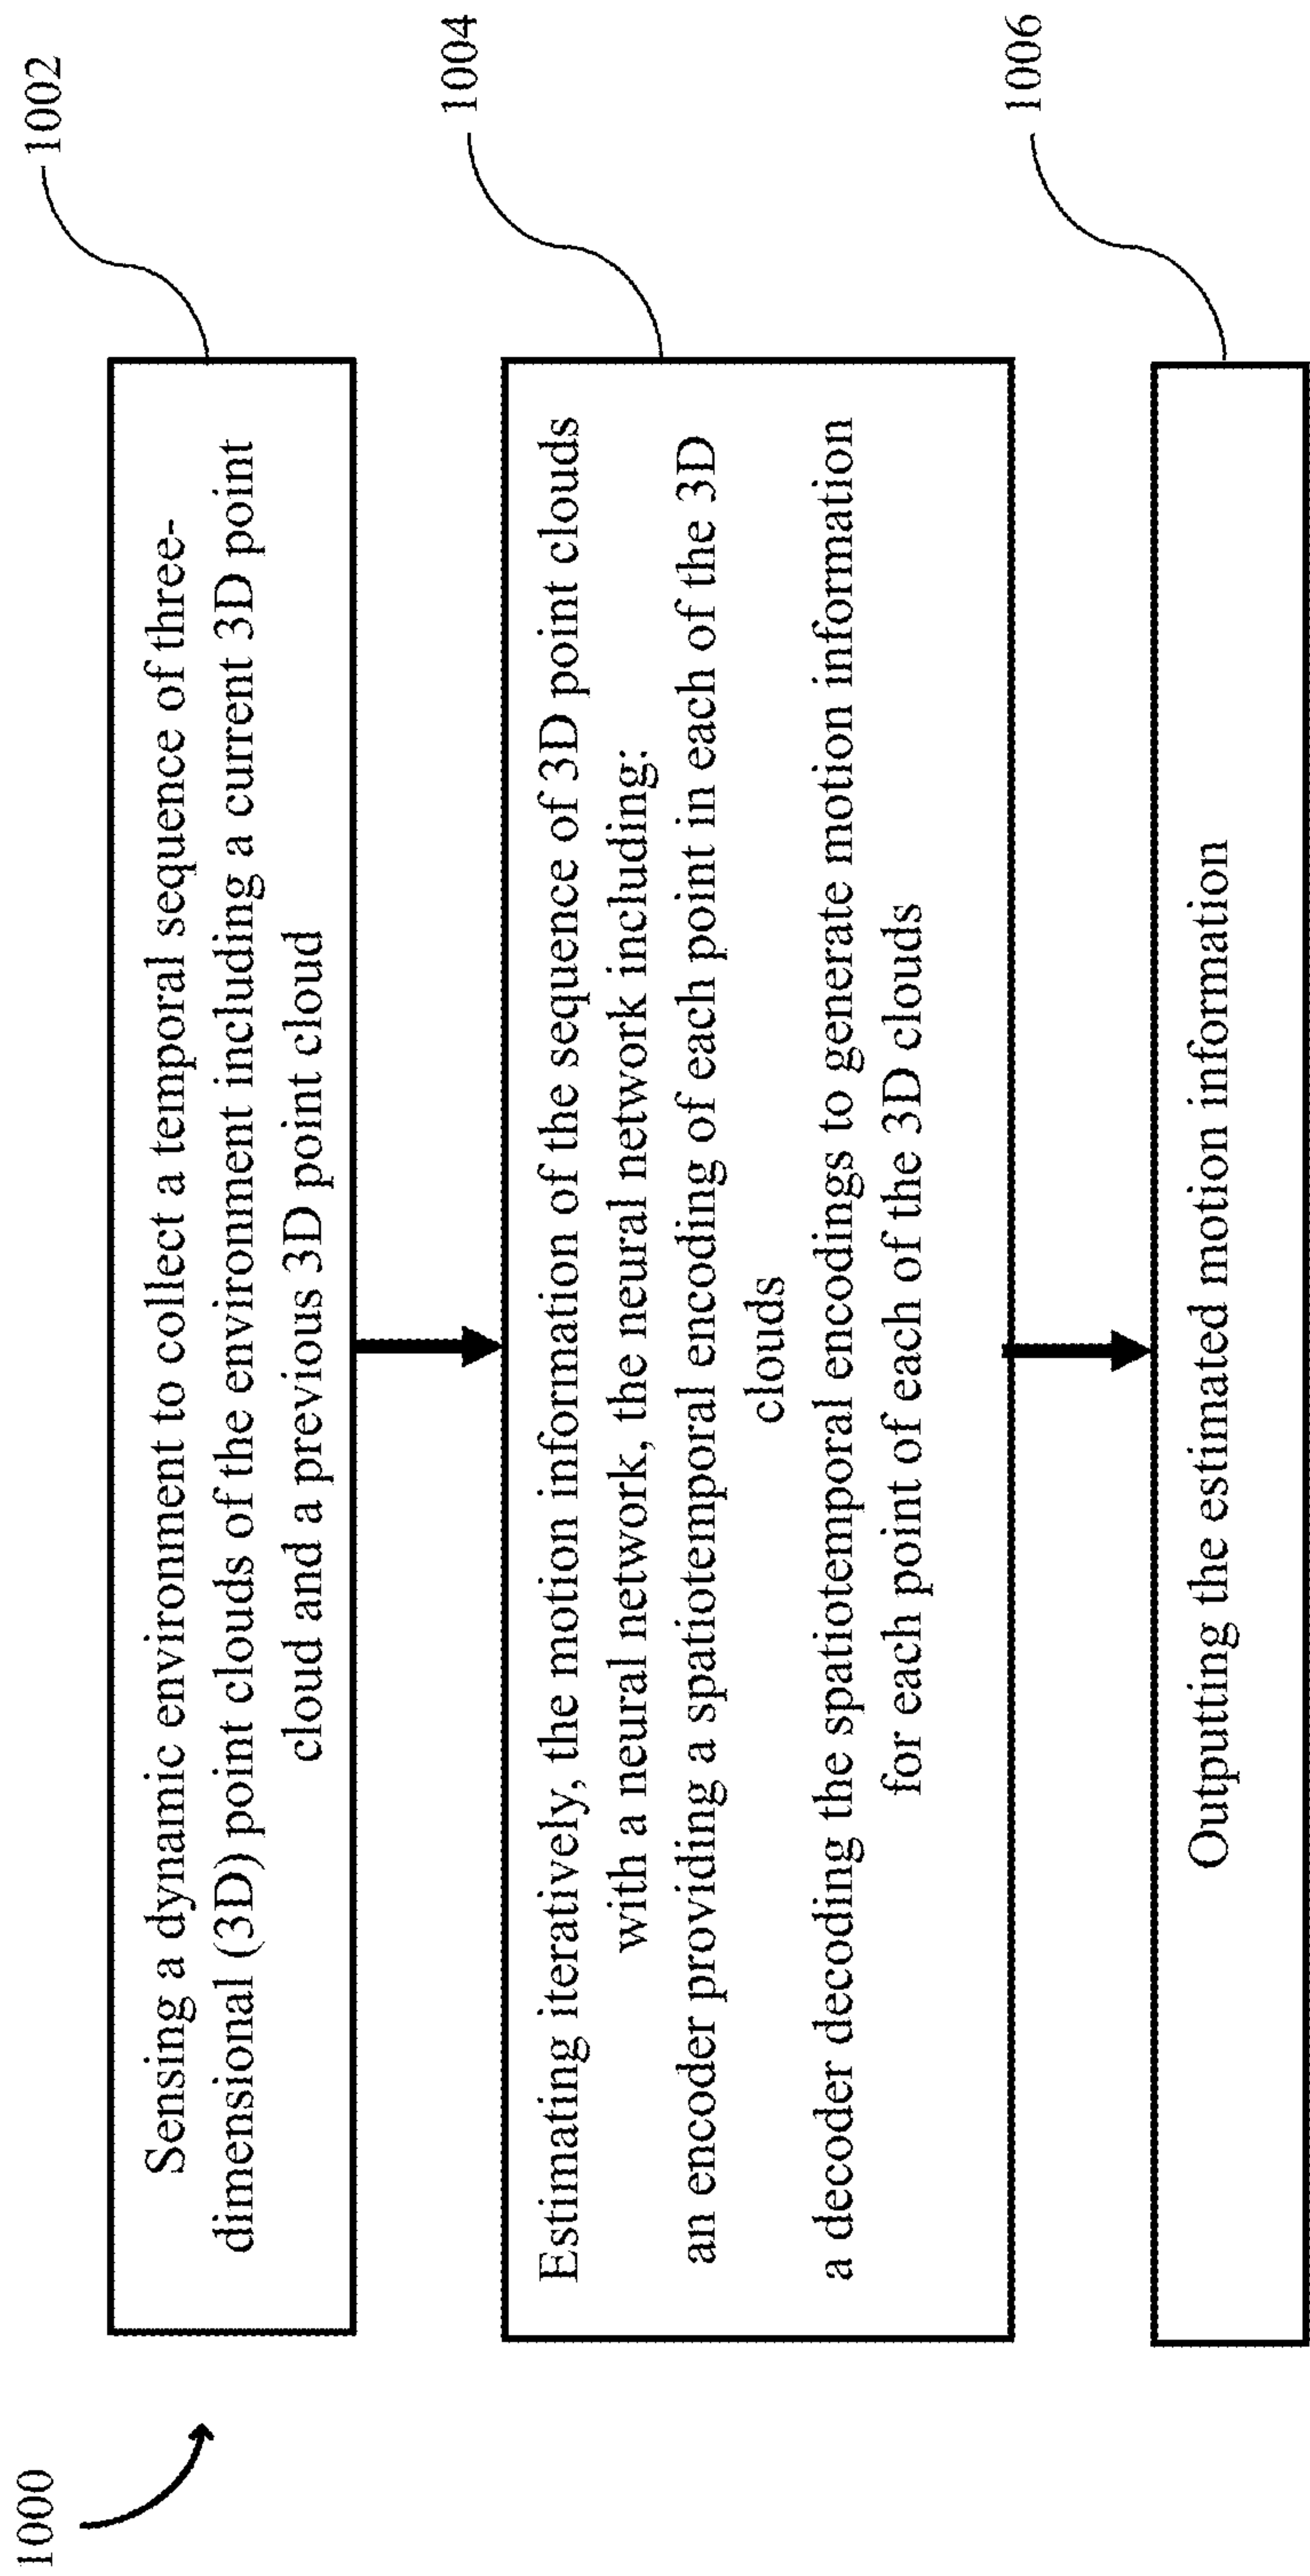 1000
1002
Sensing a dynamic environment to collect a temporal sequence of three-
dimensional (3D) point clouds of the environment including a current 3D point
cloud and a previous 3D point cloud
1004
Estimating iteratively, the motion information of the sequence of 3D point clouds
with a neural network, the neural network including:
an encoder providing a spatiotemporal encoding of each point in each of the 3D
clouds
a decoder decoding the spatiotemporal encodings to generate motion information
for each point of each of the 3D clouds
1006
Outputting the estimated motion information